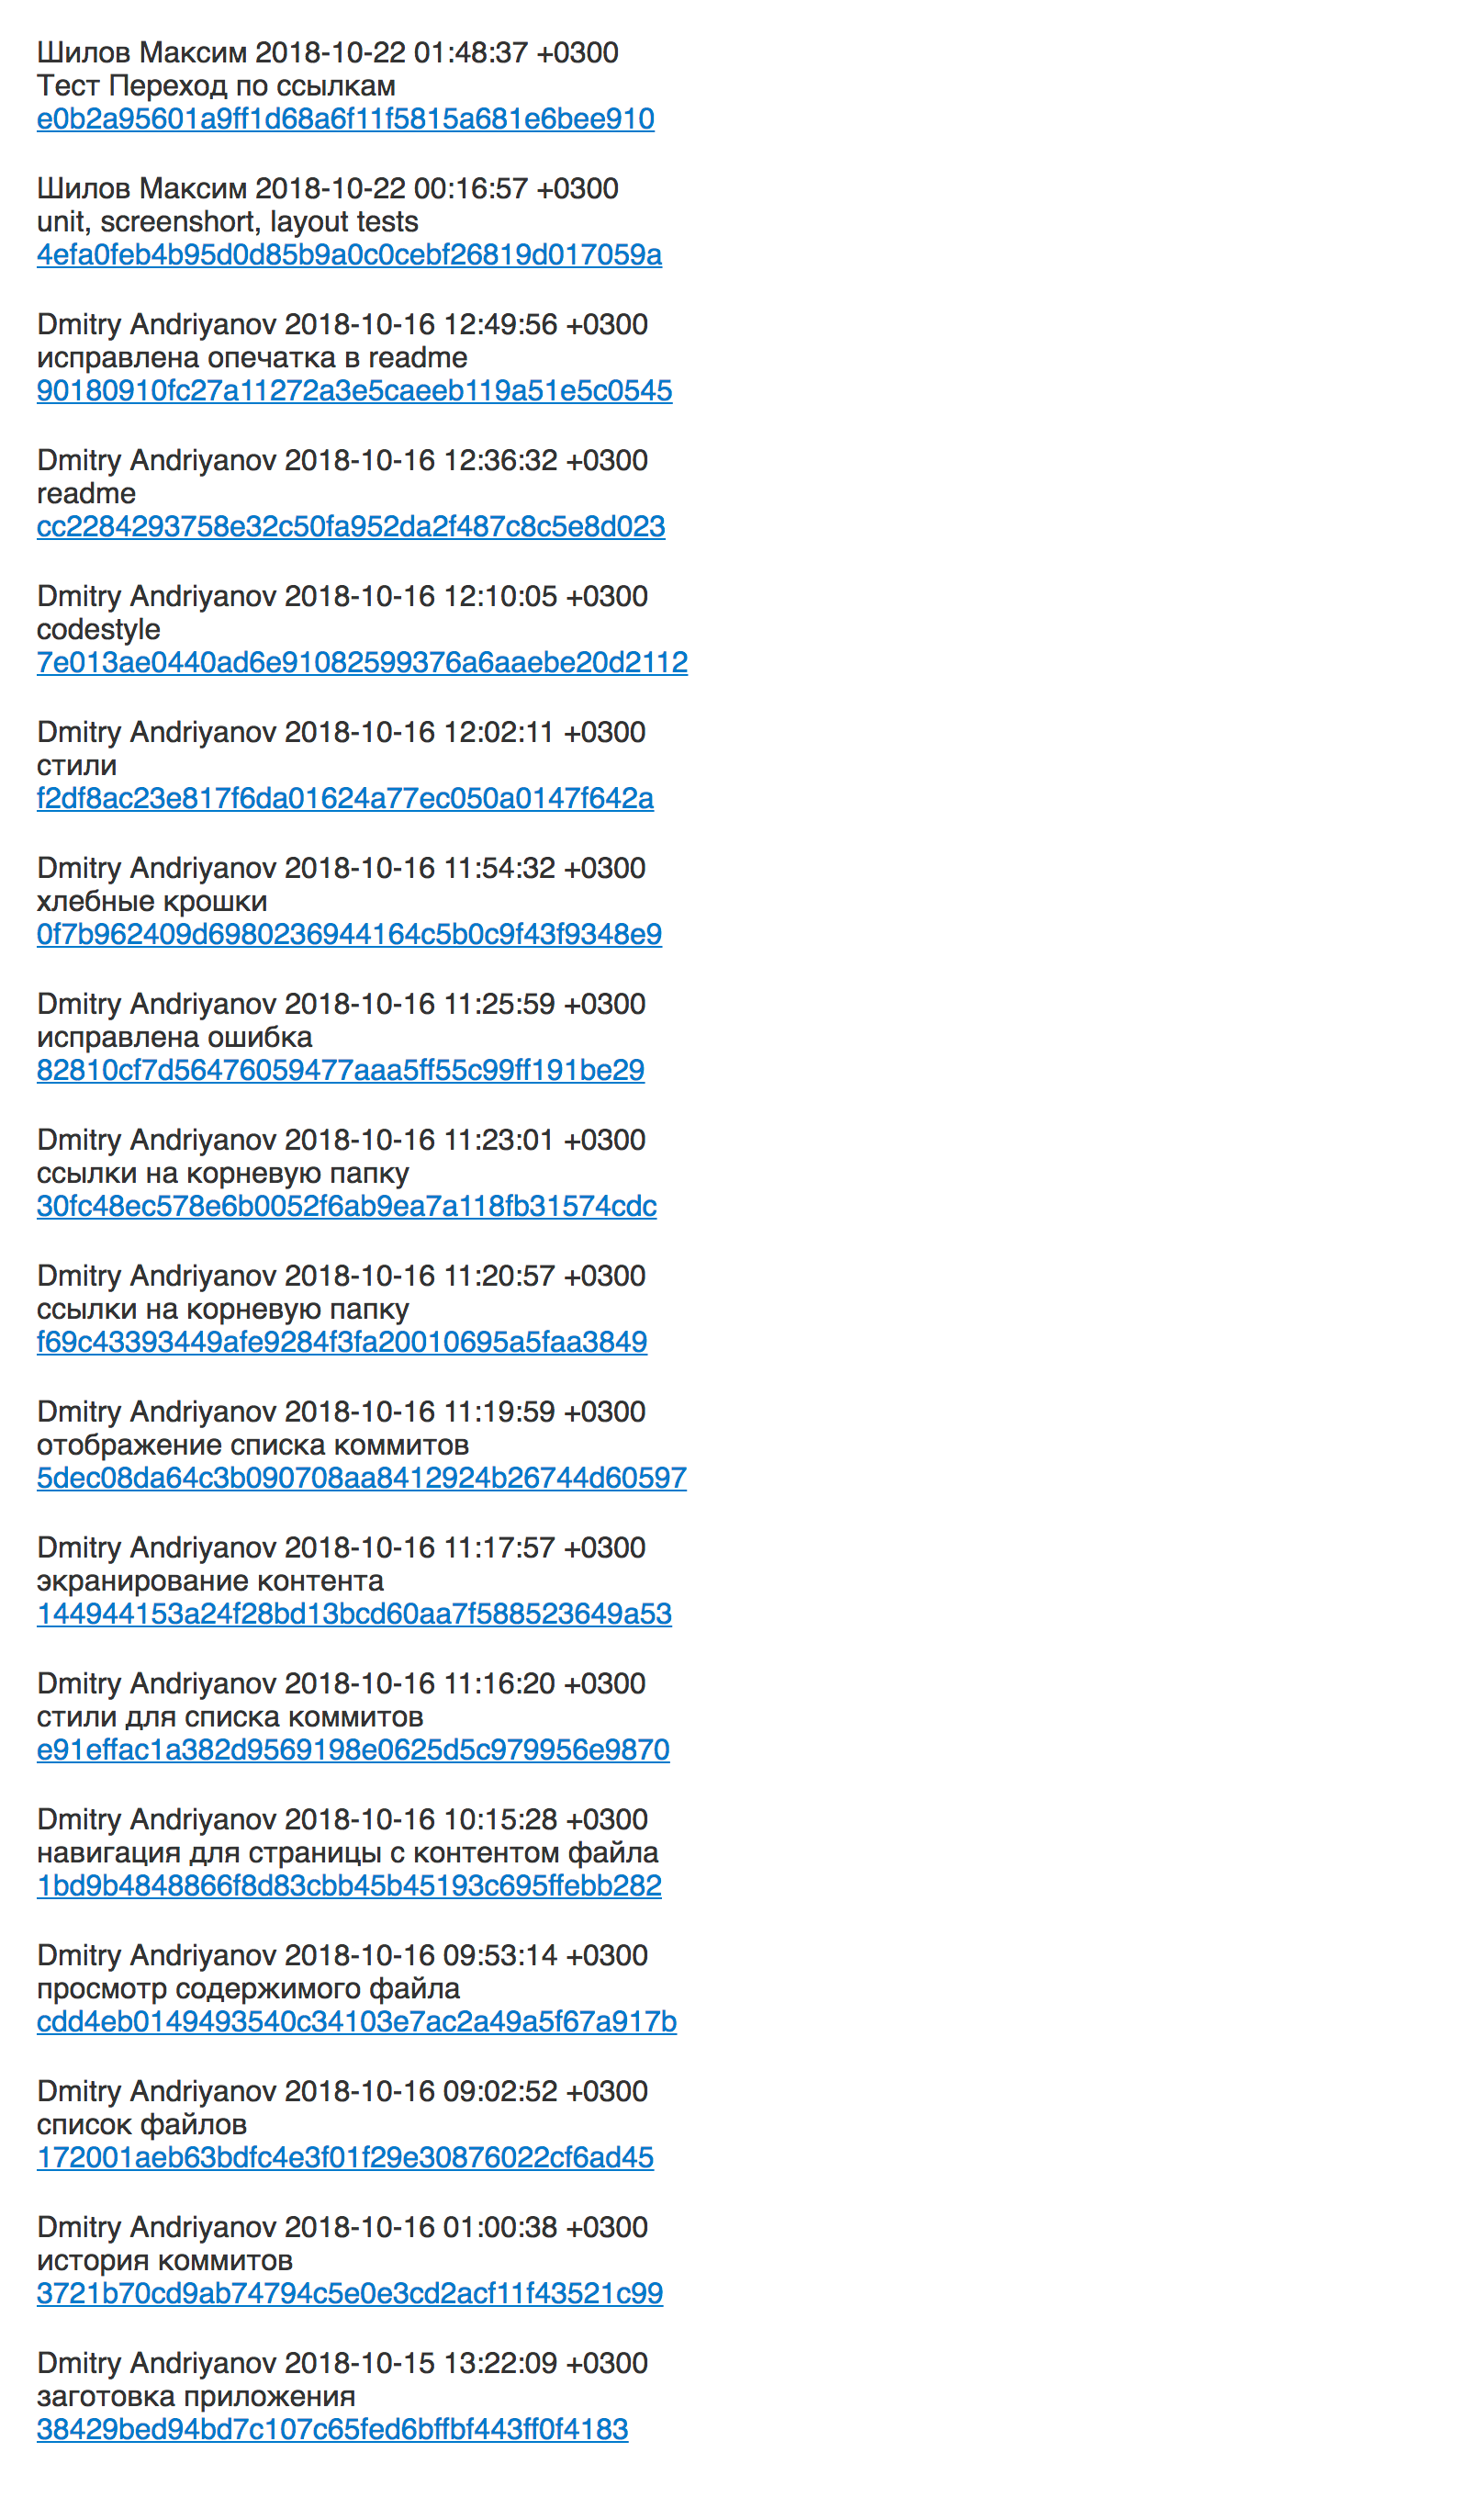 Шилов Максим 2018-10-22 01:48:37 +0300
Тест Переход по ссылкам
e0b2a95601a9ff1d68a6f11f5815a681e6bee910
Шилов Максим 2018-10-22 00:16:57 +0300
unit, screenshort, layout tests
4efa0feb4b95d0d85b9a0c0cebf26819d017059a
Dmitry Andriyanov 2018-10-16 12:49:56 +0300
исправлена опечатка в readme
90180910fc27a11272a3e5caeeb119a51e5c0545
Dmitry Andriyanov 2018-10-16 12:36:32 +0300
readme
cc2284293758e32c50fa952da2f487c8c5e8d023
Dmitry Andriyanov 2018-10-16 12:10:05 +0300
codestyle
7e013ae0440ad6e91082599376a6aaebe20d2112
Dmitry Andriyanov 2018-10-16 12:02:11 +0300
стили
f2df8ac23e817f6da01624a77ec050a0147f642a
Dmitry Andriyanov 2018-10-16 11:54:32 +0300
хлебные крошки
0f7b962409d6980236944164c5b0c9f43f9348e9
Dmitry Andriyanov 2018-10-16 11:25:59 +0300
исправлена ошибка
82810cf7d56476059477aaa5ff55c99ff191be29
Dmitry Andriyanov 2018-10-16 11:23:01 +0300
ссылки на корневую папку
30fc48ec578e6b0052f6ab9ea7a118fb31574cdc
Dmitry Andriyanov 2018-10-16 11:20:57 +0300
ссылки на корневую папку
f69c43393449afe9284f3fa20010695a5faa3849
Dmitry Andriyanov 2018-10-16 11:19:59 +0300
отображение списка коммитов
5dec08da64c3b090708aa8412924b26744d60597
Dmitry Andriyanov 2018-10-16 11:17:57 +0300
экранирование контента
144944153a24f28bd13bcd60aa7f588523649a53
Dmitry Andriyanov 2018-10-16 11:16:20 +0300
стили для списка коммитов
e91effac1a382d9569198e0625d5c979956e9870
Dmitry Andriyanov 2018-10-16 10:15:28 +0300
навигация для страницы с контентом файла
1bd9b4848866f8d83cbb45b45193c695ffebb282
Dmitry Andriyanov 2018-10-16 09:53:14 +0300
просмотр содержимого файла
cdd4eb0149493540c34103e7ac2a49a5f67a917b
Dmitry Andriyanov 2018-10-16 09:02:52 +0300
список файлов
172001aeb63bdfc4e3f01f29e30876022cf6ad45
Dmitry Andriyanov 2018-10-16 01:00:38 +0300
история коммитов
3721b70cd9ab74794c5e0e3cd2acf11f43521c99
Dmitry Andriyanov 2018-10-15 13:22:09 +0300
заготовка приложения
38429bed94bd7c107c65fed6bffbf443ff0f4183